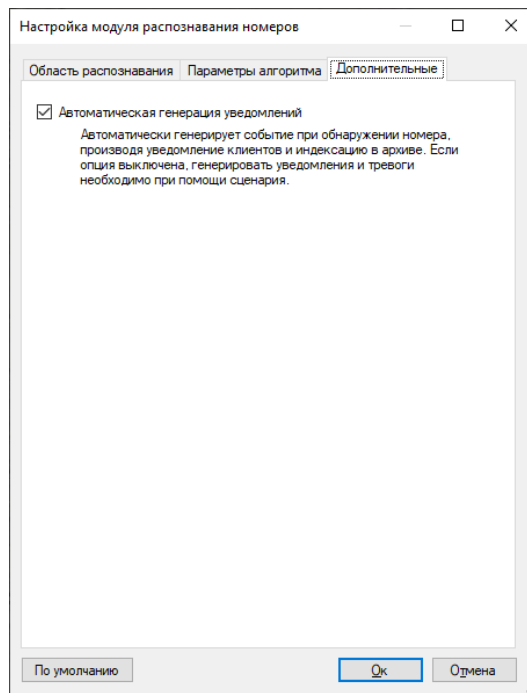 Настройка модуля распознавания номеров
Область распознавания Параметры алгоритма Дополнительные
Автоматическая генерация уведомлений
Автоматически генерирует событие при обнаружении номера,
производя уведомление клиентов и индексацию в архиве. Если
опция выключена, генерировать уведомления и тревоги
необходимо при помощи сценария.
По умолчанию Ок Отмена